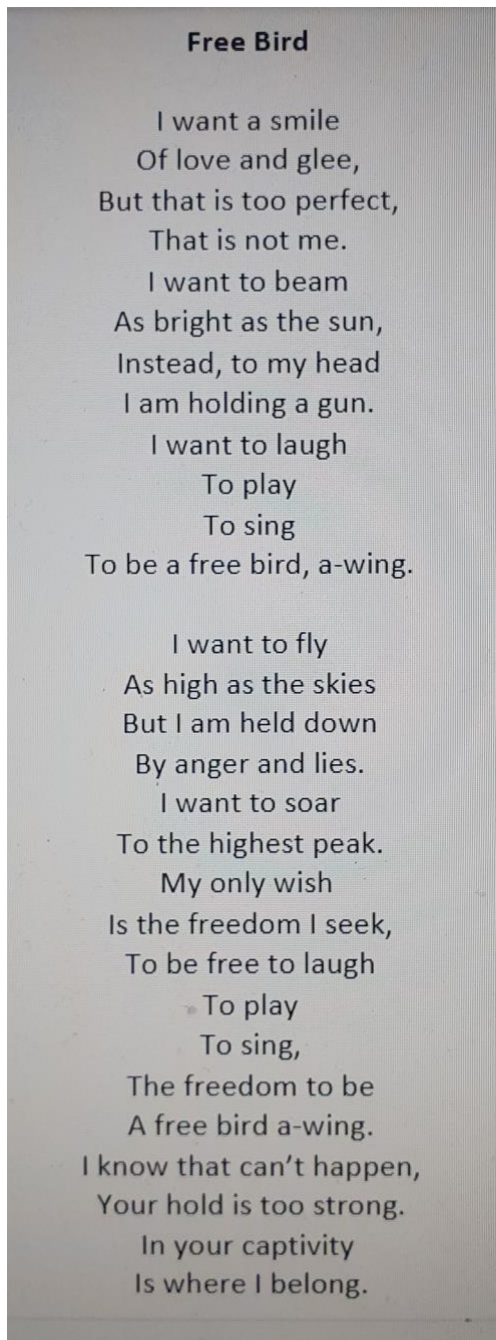 Free Bird
I want a smile
Of love and glee,
But that is too perfect,
That is not me.
I want to beam
As bright as the sun,
Instead, to my head
I am holding a gun.
I want to laugh
To play
To sing
To be a free bird, a-wing.
I want to fly
As high as the skies
But I am held down
By anger and lies.
I want to soar
To the highest peak.
My only wish
Is the freedom I seek,
To be free to laugh
To play
To sing,
The freedom to be
A free bird a-wing.
I know that can’t happen,
Your hold is too strong.
In your captivity
Is where I belong.